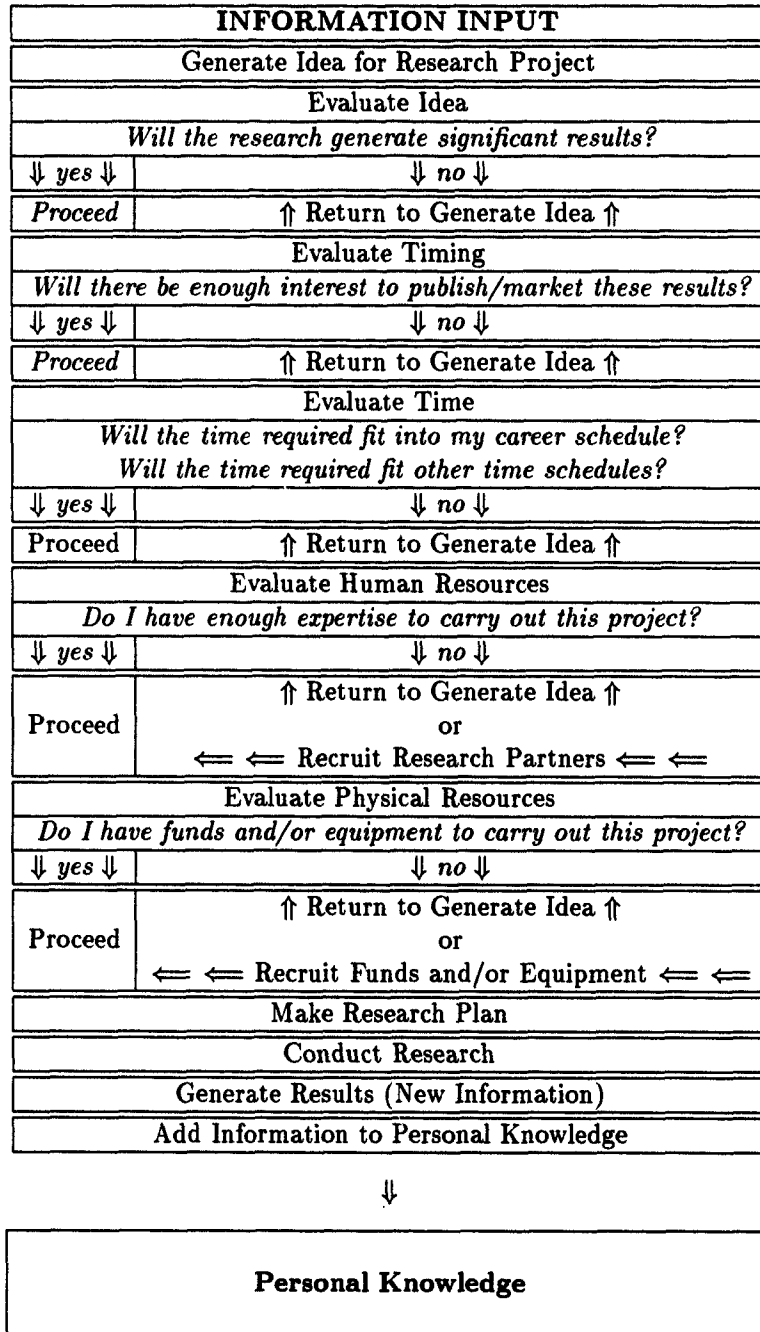 INFORMATION INPUT
Generate Idea for Research Project
Evaluate Idea
Will the research generate significant results?
⇓ yes ⇓ ⇓ no ⇓
Proceed ⇑ Return to Generate Idea ⇑
Evaluate Timing
Will there be enough interest to publish/market these results?
⇓ yes ⇓ ⇓ no ⇓
Proceed ⇑ Return to Generate Idea ⇑
Evaluate Time
Will the time required fit into my career schedule?
Will the time required fit other time schedules?
⇓ yes ⇓ ⇓ no ⇓
Proceed ⇑ Return to Generate Idea ⇑
Evaluate Human Resources
Do I have enough expertise to carry out this project?
⇓ yes ⇓ ⇓ no ⇓
⇑ Return to Generate Idea ⇑
Proceed or
⇐ ⇐ Recruit Research Partners ⇐ ⇐
Evaluate Physical Resources
Do I have funds and/or equipment to carry out this project?
⇓ yes ⇓ ⇓ no ⇓
⇑ Return to Generate Idea ⇑
Proceed or
⇐ ⇐ Recruit Funds and/or Equipment ⇐ ⇐
Make Research Plan
Conduct Research
Generate Results (New Information)
Add Information to Personal Knowledge
⇓
Personal Knowledge